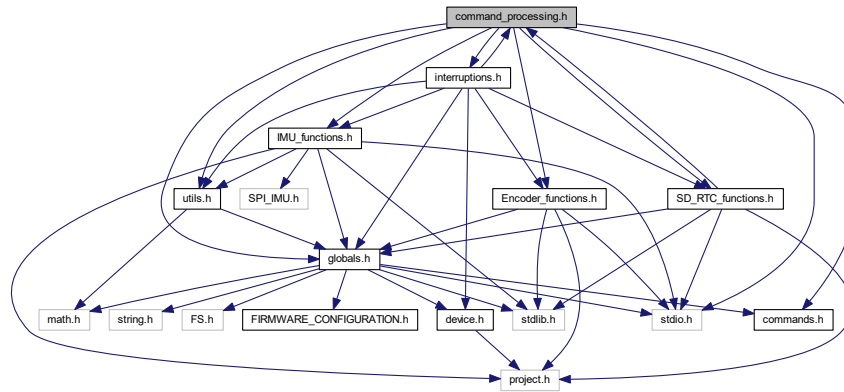 command_processing.h
interruptions.h
IMU_functions.h
utils.h
SPI_IMU.h
Encoder_functions.h
SD_RTC_functions.h
globals.h
math.h
string.h
FS.h
FIRMWARE_CONFIGURATION.h
device.h
stdlib.h
stdio.h
commands.h
project.h